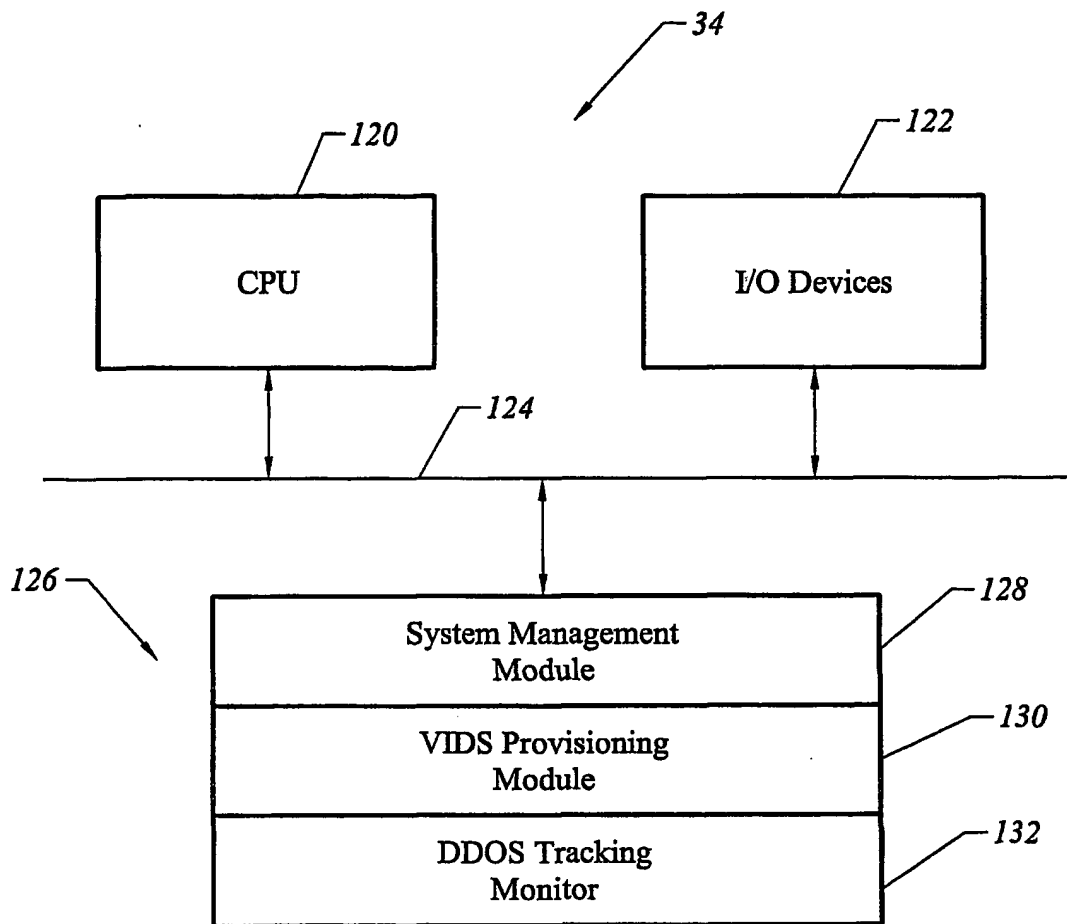 34
120
122
CPU
I/O Devices
124
126
128
System Management
Module
130
VIDS Provisioning
Module
132
DDOS Tracking
Monitor